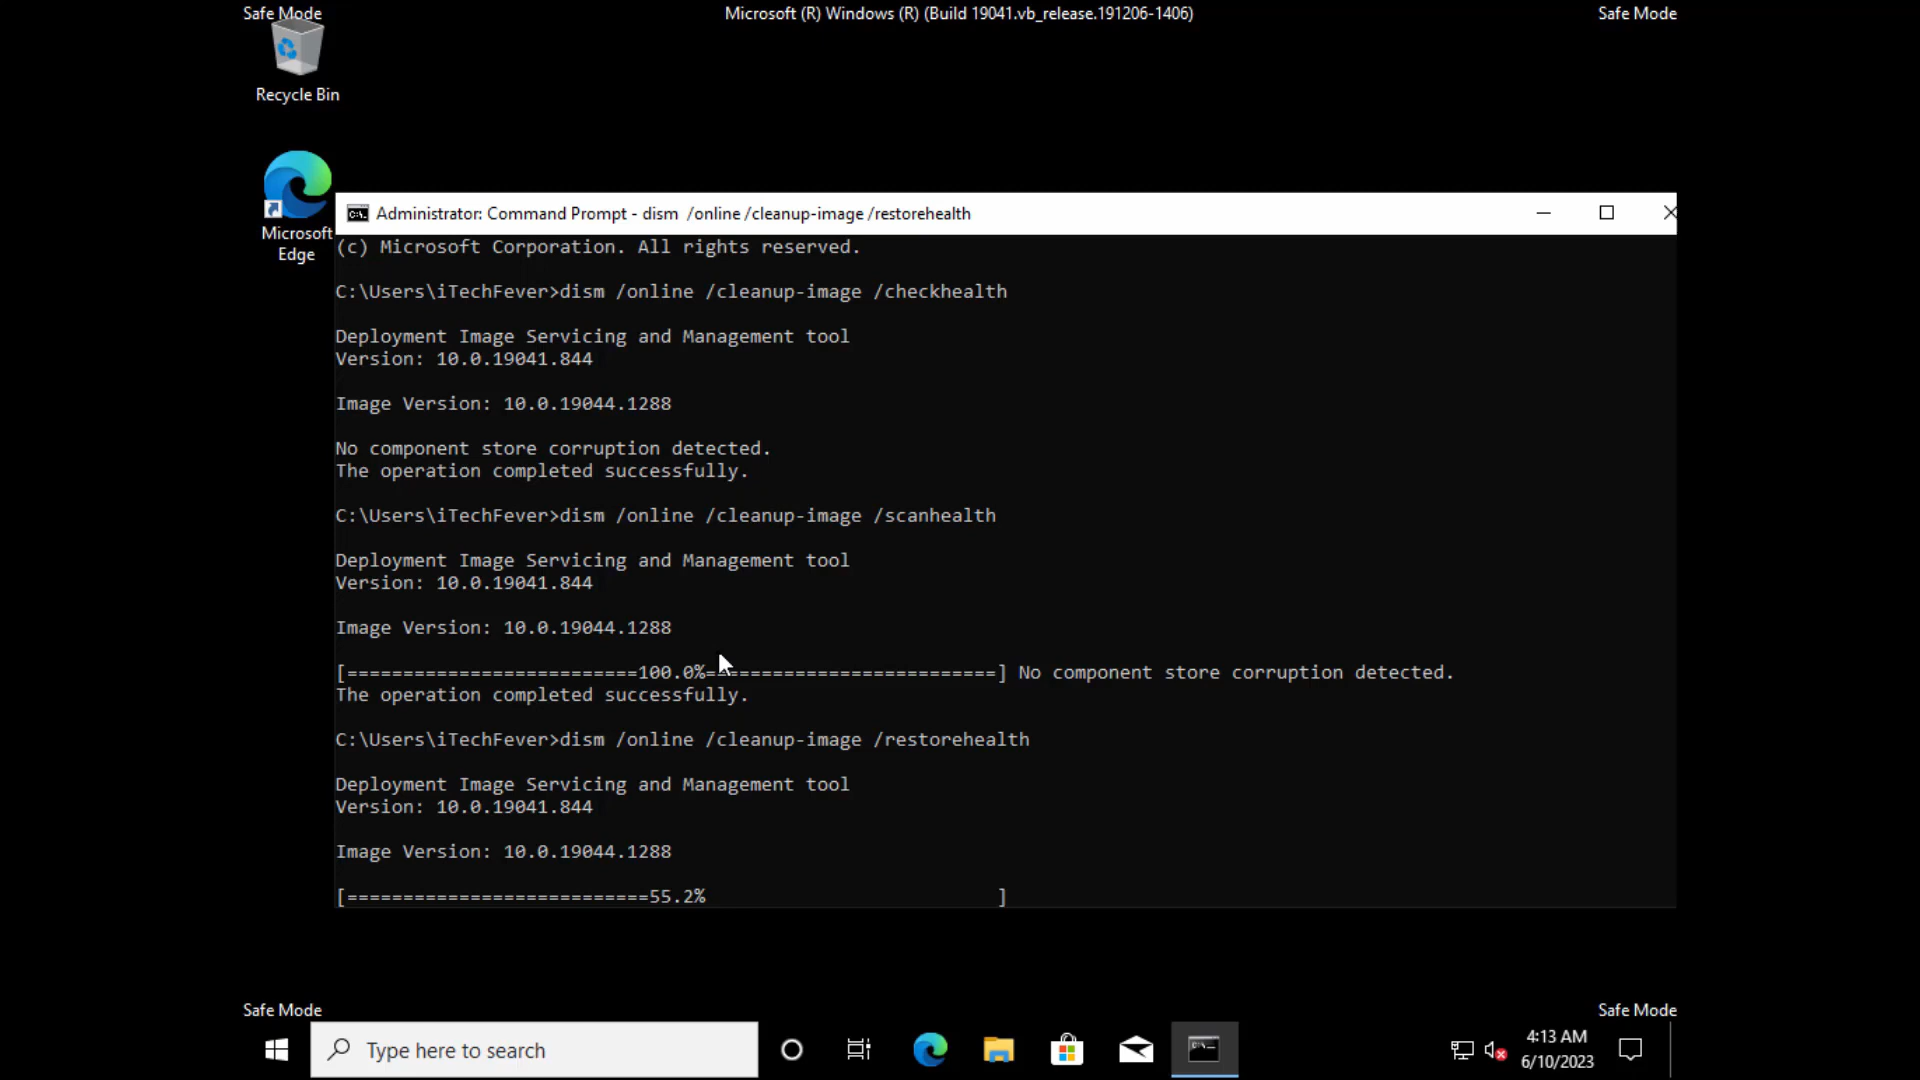 Safe Mode
Microsoft (R) Windows (R) (Build 19041.vb_release.191206-1406)
Safe Mode
Recycle Bin
Microsoft
Edge
Administrator: Command Prompt - dism  /online /cleanup-image /restorehealth
(c) Microsoft Corporation. All rights reserved.
C:\Users\iTechFever>dism /online /cleanup-image /checkhealth
Deployment Image Servicing and Management tool
Version: 10.0.19041.844
Image Version: 10.0.19044.1288
No component store corruption detected.
The operation completed successfully.
C:\Users\iTechFever>dism /online /cleanup-image /scanhealth
Deployment Image Servicing and Management tool
Version: 10.0.19041.844
Image Version: 10.0.19044.1288
[==========================100.0%==========================] No component store corruption detected.
The operation completed successfully.
C:\Users\iTechFever>dism /online /cleanup-image /restorehealth
Deployment Image Servicing and Management tool
Version: 10.0.19041.844
Image Version: 10.0.19044.1288
[===========================55.2%                          ]
Safe Mode
Safe Mode
Type here to search
4:13 AM
6/10/2023